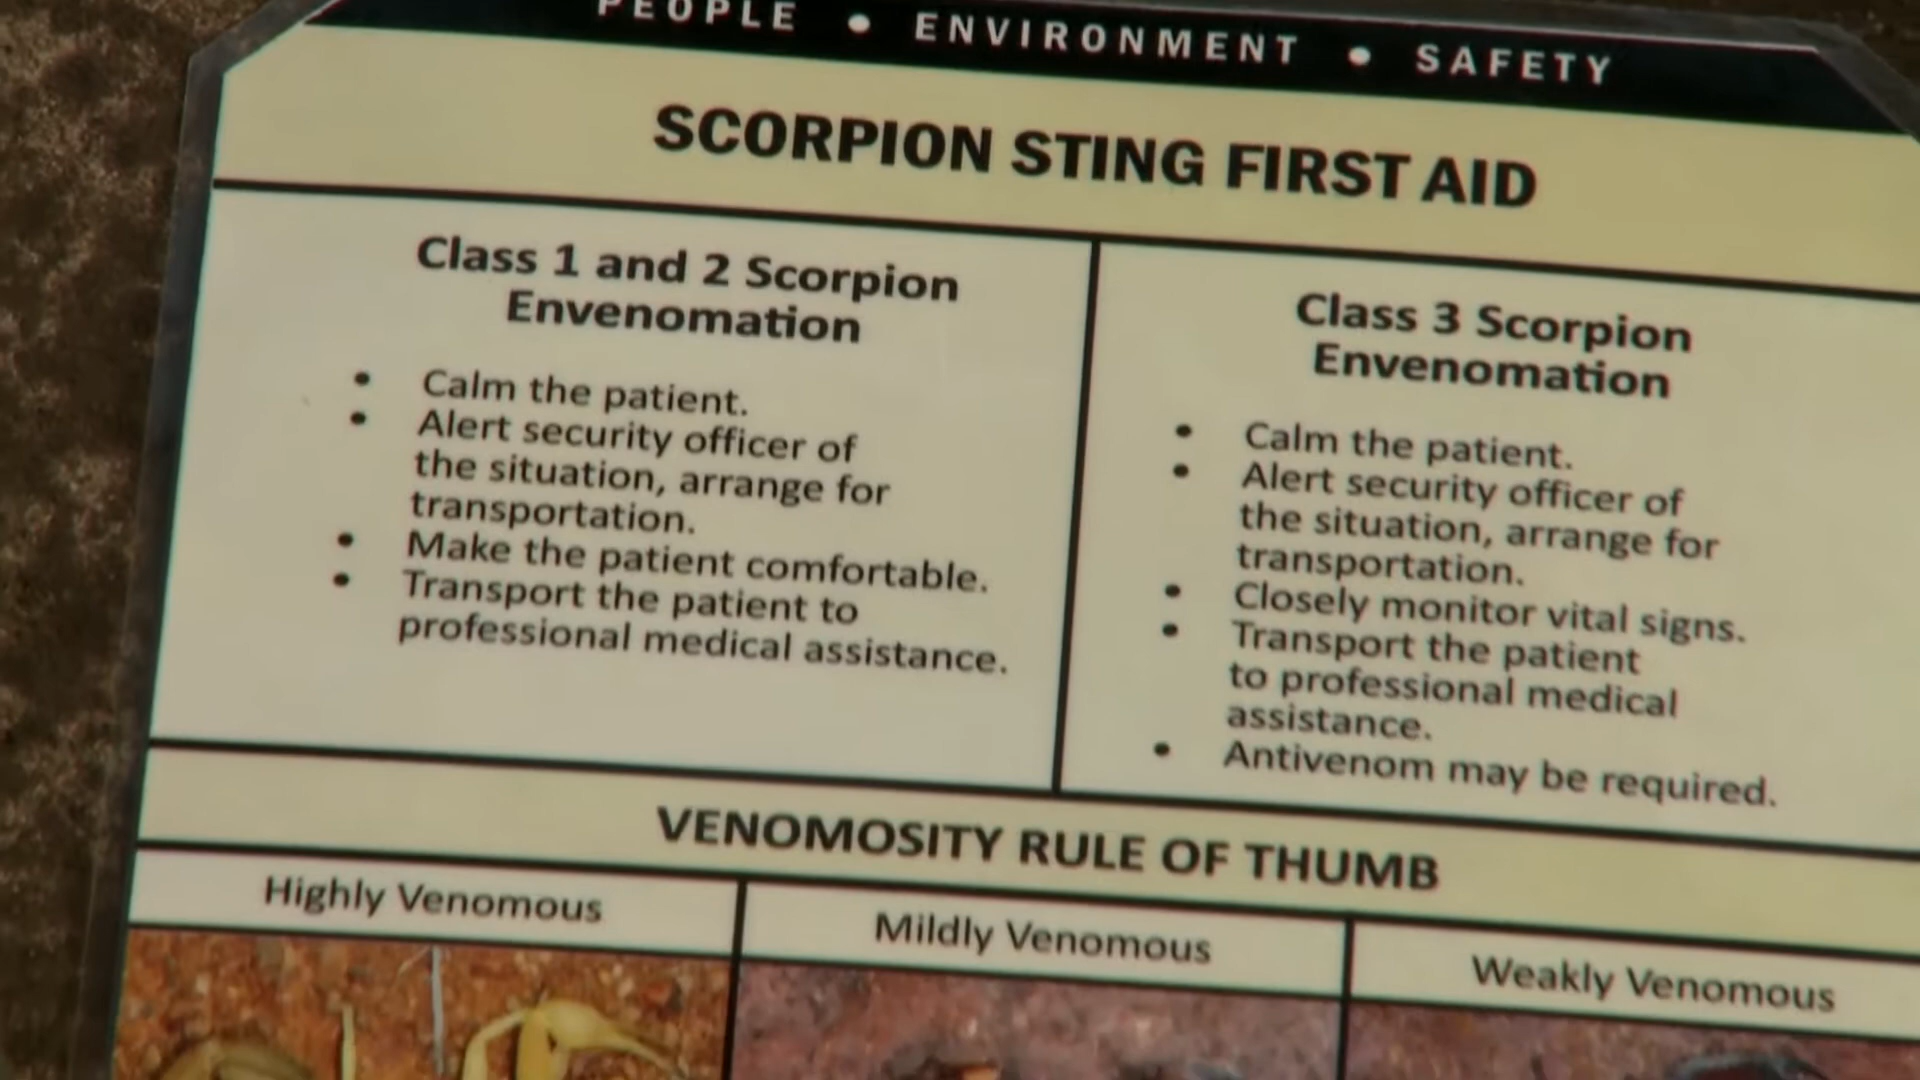 PEOPLE • ENVIRONMENT • SAFETY
SCORPION STING FIRST AID
Class 1 and 2 Scorpion
Envenomation
• Calm the patient.
• Alert security officer of
the situation, arrange for
transportation.
• Make the patient comfortable.
• Transport the patient to
professional medical assistance.
Class 3 Scorpion
Envenomation
• Calm the patient.
• Alert security officer of
the situation, arrange for
transportation.
• Closely monitor vital signs.
• Transport the patient
to professional medical
assistance.
• Antivenom may be required.
VENOMOSITY RULE OF THUMB
Highly Venomous
Mildly Venomous
Weakly Venomous